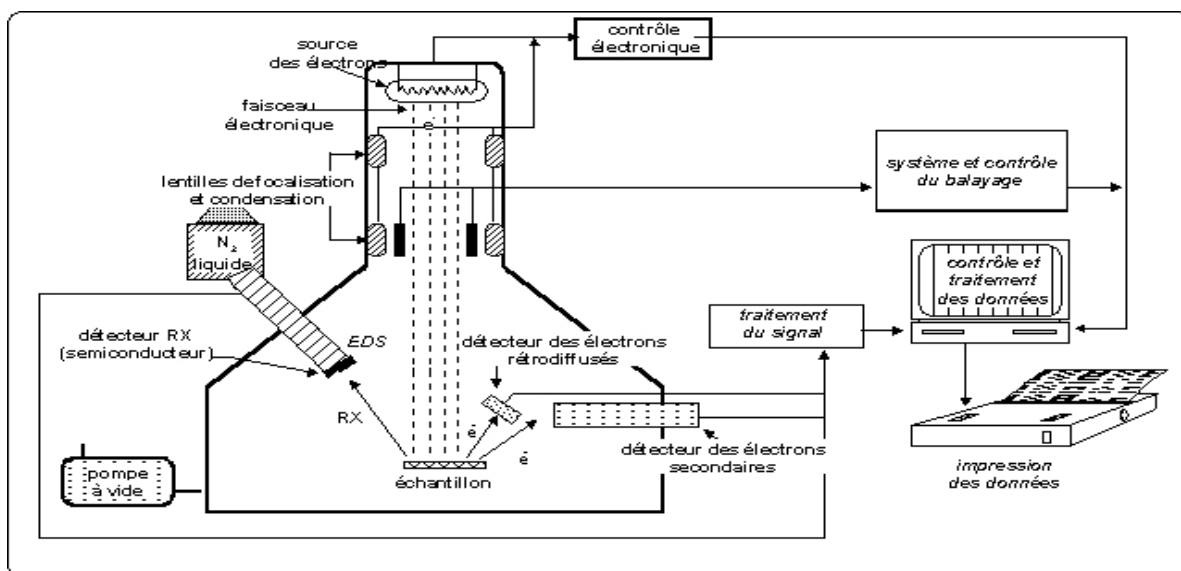 source
des électrons
contrôle
électronique
faisceau
électronique
e
lentilles defocalisation
et condensation
système et contrôle
du balayage
N2
liquide
contrôle et
traitement
des données
traitement
du signal
détecteur RX
(semiconducteur)
EDS
détecteur des électrons
rétrodiffusés
RX
é
é
détecteur des électrons
secondaires
pompe
à vide
échantillon
impression
des données